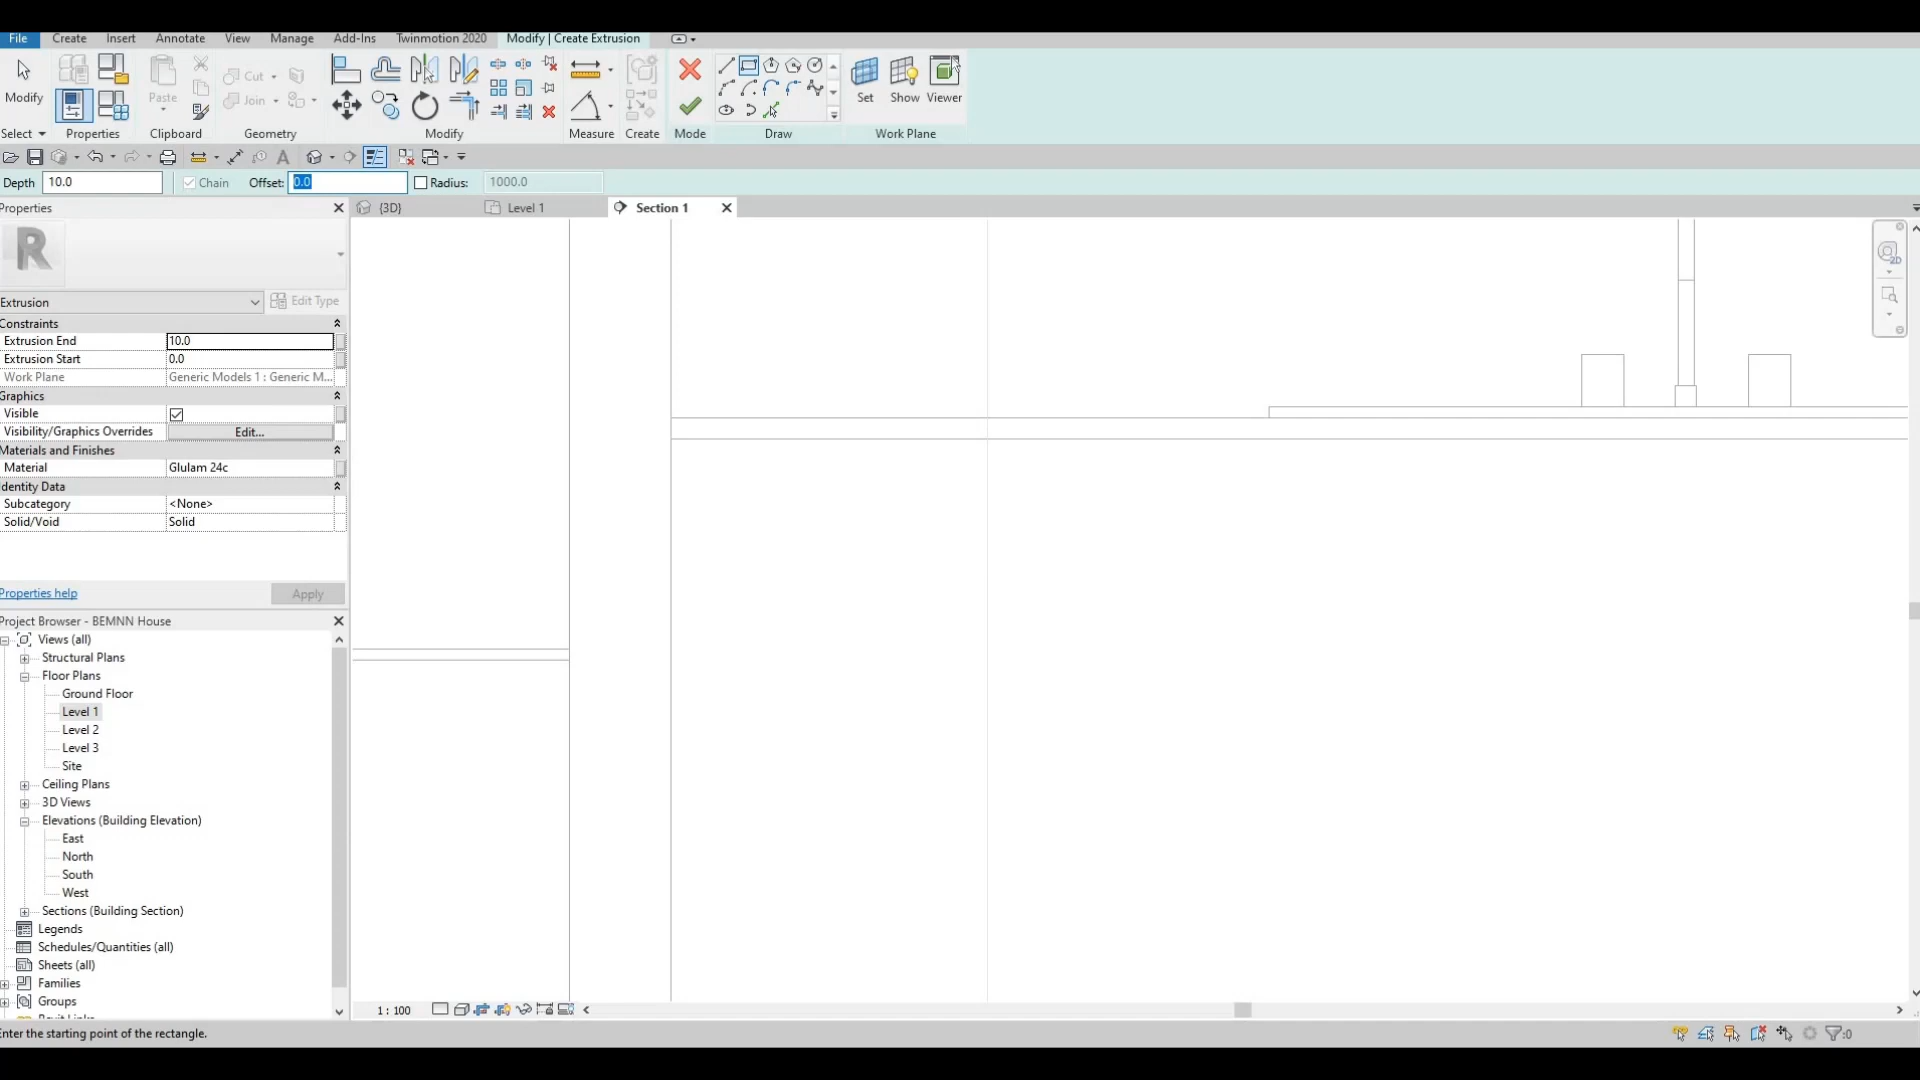 File Create Insert Annotate View Manage Add-Ins Twinmotion 2020 Modify | Create Extrusion
Modify Paste Cut Join Set Show Viewer
Select Properties Clipboard Geometry Modify Measure Create Mode Draw Work Plane
Depth 10.0 Chain Offset: 0.0 Radius: 1000.0
Properties {3D} Level 1 Section 1
R
Extrusion Edit Type
Constraints
Extrusion End 10.0
Extrusion Start 0.0
Work Plane Generic Models 1 : Generic M...
Graphics
Visible
Visibility/Graphics Overrides Edit...
Materials and Finishes
Material Glulam 24c
Identity Data
Subcategory <None>
Solid/Void Solid
Properties help Apply
Project Browser - BEMNN House
Views (all)
Structural Plans
Floor Plans
Ground Floor
Level 1
Level 2
Level 3
Site
Ceiling Plans
3D Views
Elevations (Building Elevation)
East
North
South
West
Sections (Building Section)
Legends
Schedules/Quantities (all)
Sheets (all)
Families
Groups
1 : 100
Enter the starting point of the rectangle. :0